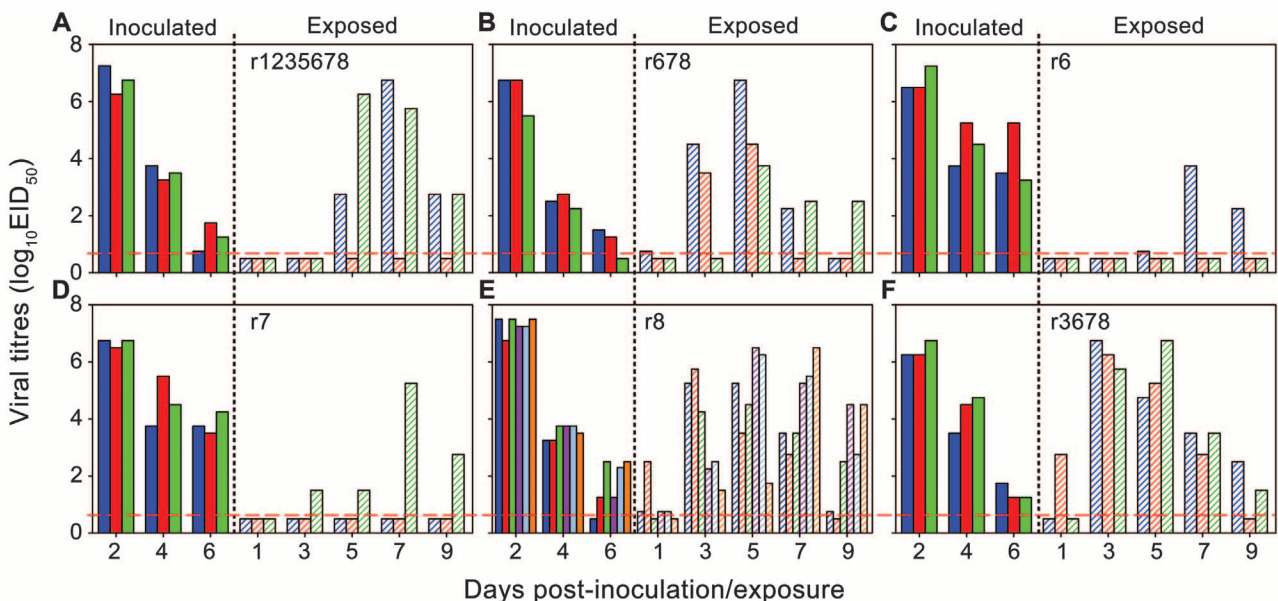 A Inoculated Exposed B Inoculated Exposed C Inoculated Exposed
8 r1235678 r678 r6
6
4
2
0
D r7 E r8 F r3678
8
6
4
2
0
2 4 6 1 3 5 7 9 2 4 6 1 3 5 7 9 2 4 6 1 3 5 7 9
Viral titres (log₁₀EID₅₀)
Days post-inoculation/exposure